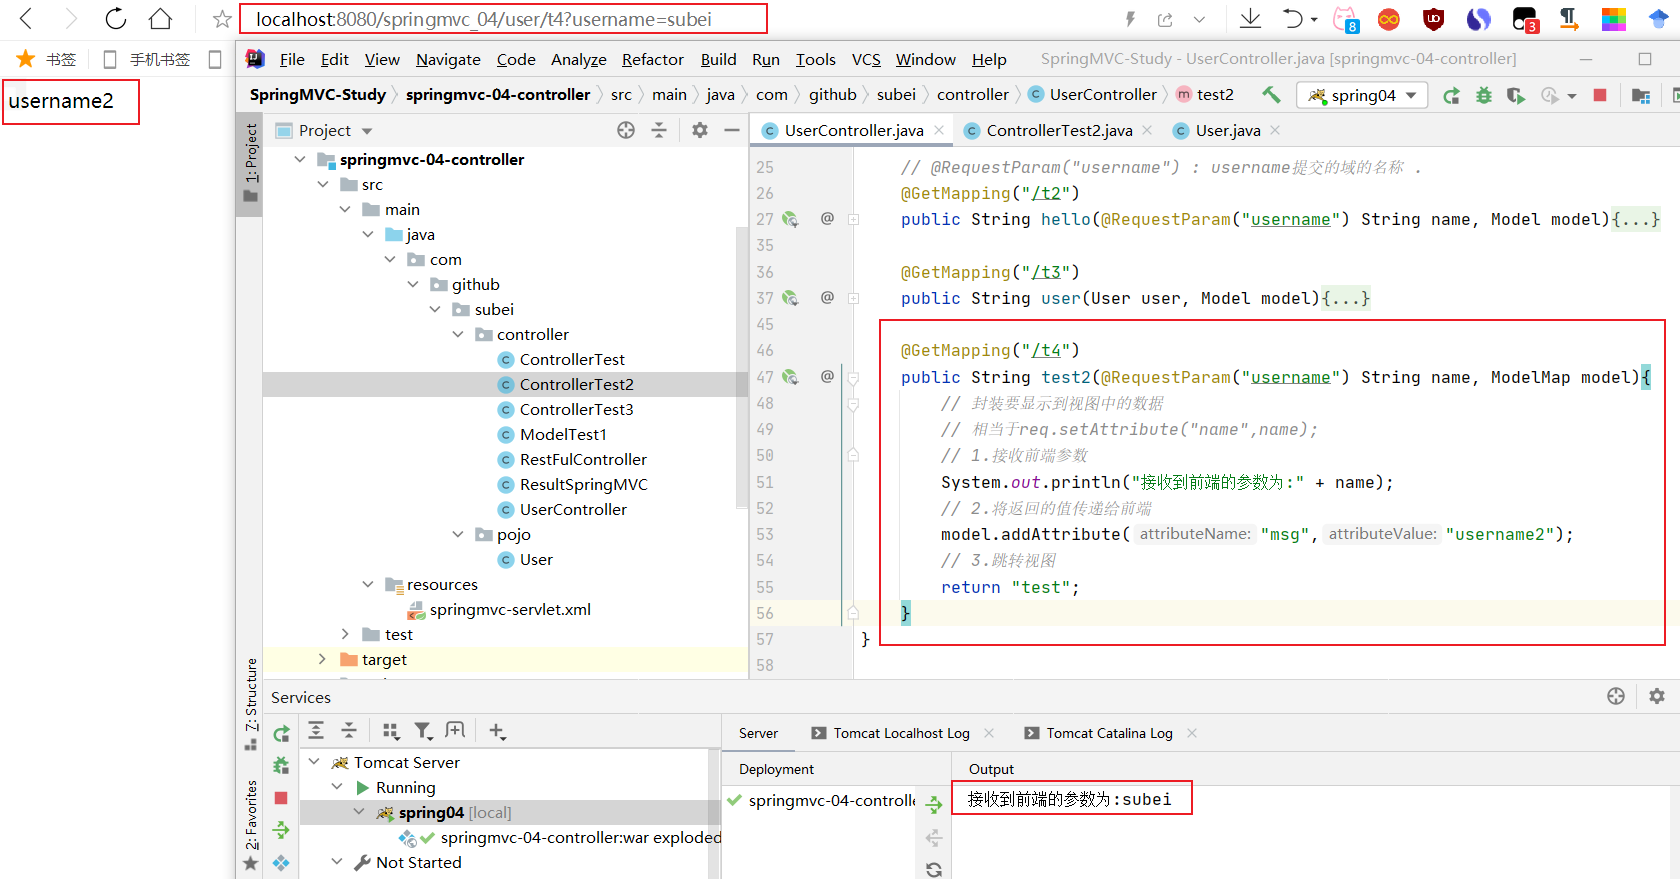 localhost:8080/springmvc_04/user/t4?username=subei
8
3
书签
手机书签
username2
File Edit View Navigate Code Analyze Refactor Build Run Tools VCS Window Help
SpringMVC-Study - UserController.java [springmvc-04-controller]
SpringMVC-Study springmvc-04-controller src main java com github subei controller UserController test2
spring04
1: Project
Project
UserController.java
ControllerTest2.java
User.java
springmvc-04-controller
src
main
java
com
github
subei
controller
ControllerTest
ControllerTest2
ControllerTest3
ModelTest1
RestFulController
ResultSpringMVC
UserController
pojo
User
resources
springmvc-servlet.xml
test
target
25 // @RequestParam("username") : username提交的域的名称 .
26 @GetMapping("/t2")
27 public String hello(@RequestParam("username") String name, Model model){...}
35
36 @GetMapping("/t3")
37 public String user(User user, Model model){...}
45
46 @GetMapping("/t4")
47 public String test2(@RequestParam("username") String name, ModelMap model){
48 // 封装要显示到视图中的数据
49 // 相当于req.setAttribute("name",name);
50 // 1.接收前端参数
51 System.out.println("接收到前端的参数为:" + name);
52 // 2.将返回的值传递给前端
53 model.addAttribute( attributeName: "msg", attributeValue: "username2");
54 // 3.跳转视图
55 return "test";
56 }
57 }
58
Z: Structure
2: Favorites
Services
Tomcat Server
Running
spring04 [local]
springmvc-04-controller:war exploded
Not Started
Server
Tomcat Localhost Log
Tomcat Catalina Log
Deployment
Output
springmvc-04-controlle
接收到前端的参数为:subei